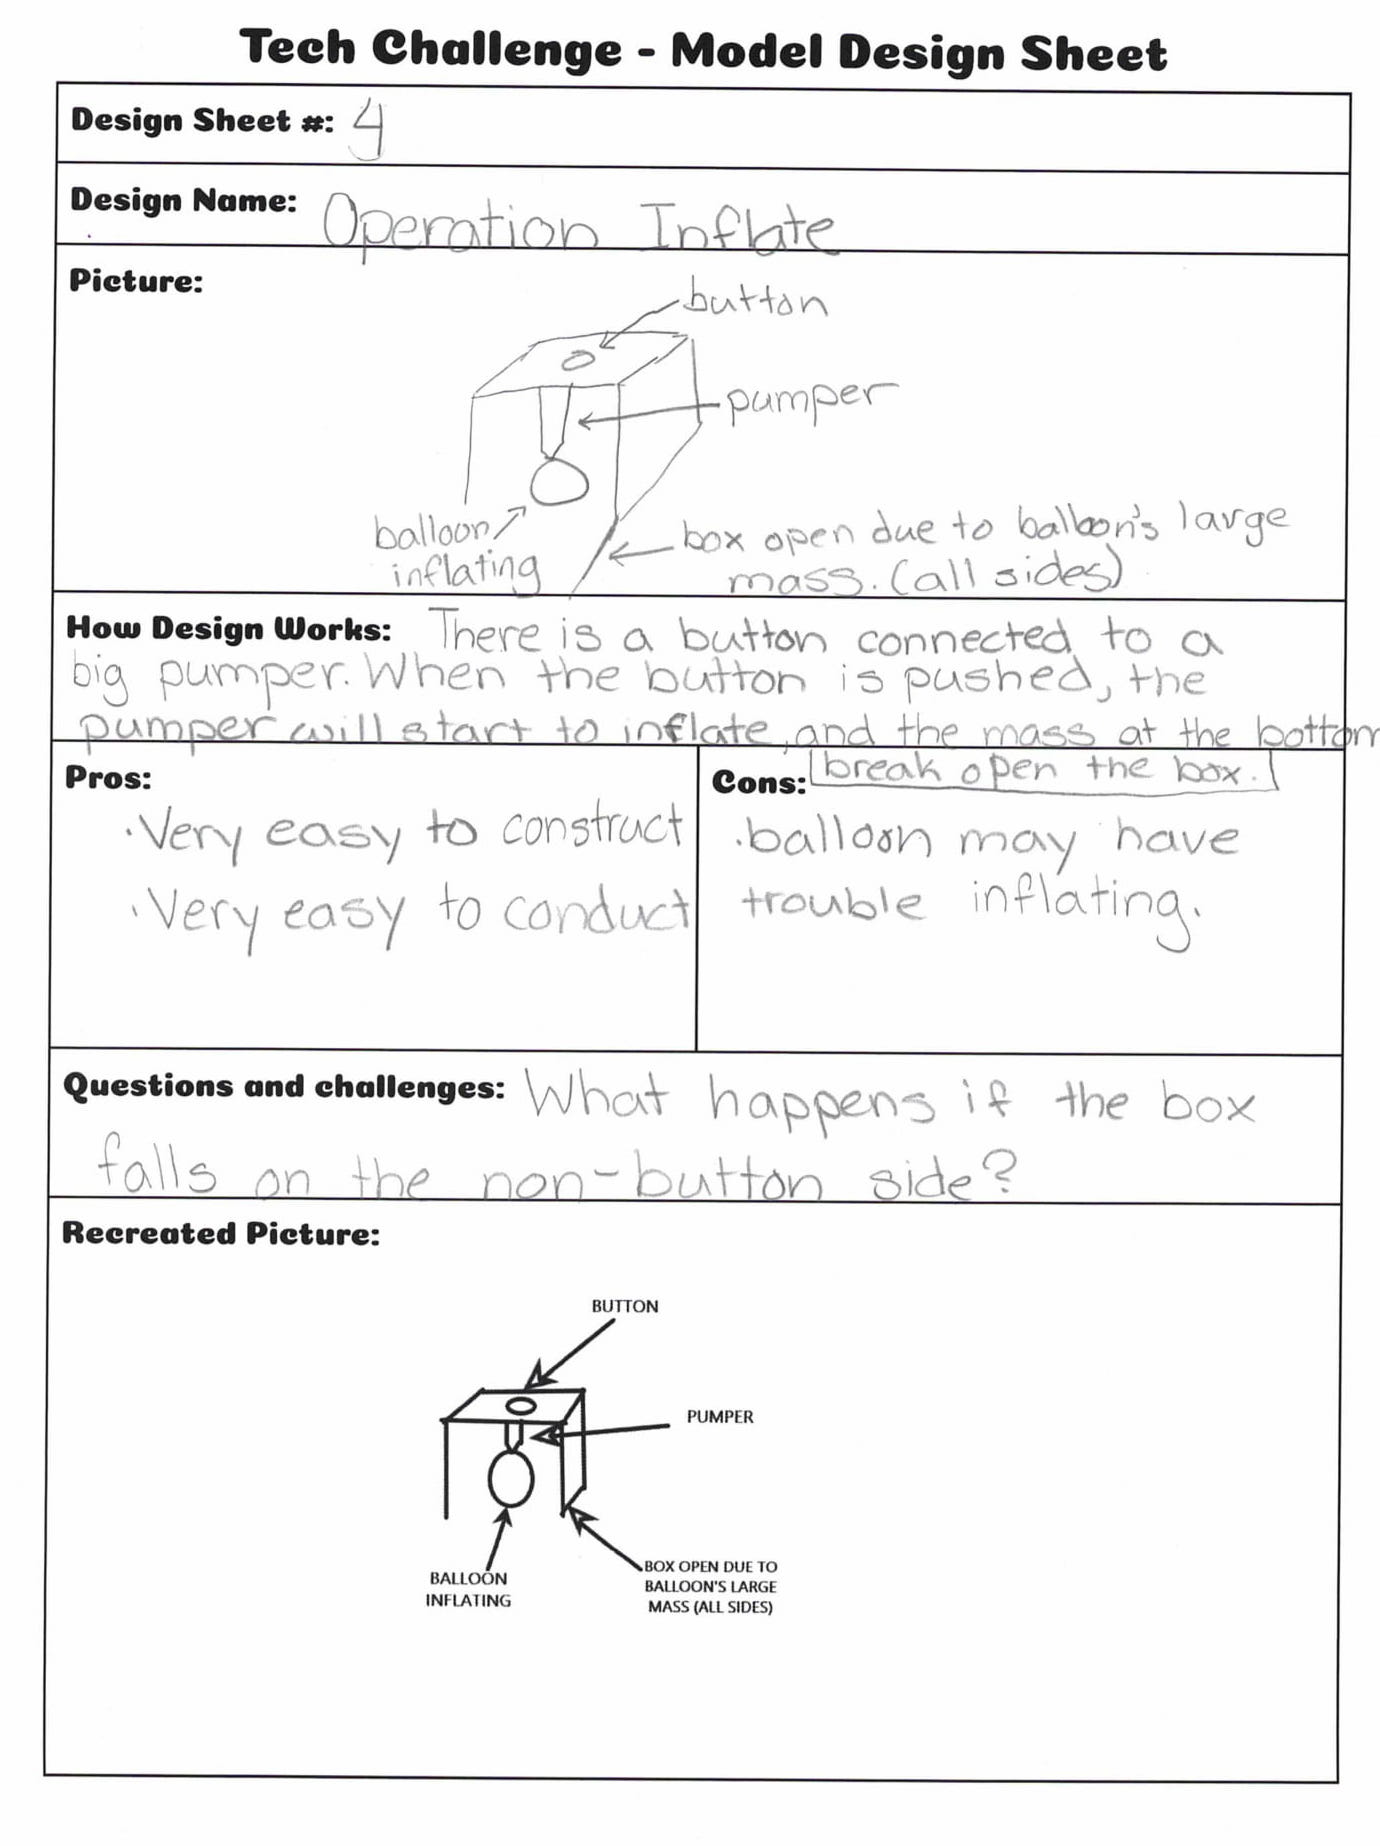 Tech Challenge - Model Design Sheet
Design Sheet #: 4
Design Name: Operation Inflate
Picture:
button
pumper
balloon
inflating
box open due to balloon's large
mass. (all sides)
How Design Works: There is a button connected to a
big pumper. When the button is pushed, the
pumper will start to inflate, and the mass at the bottom
break open the box.
Pros:
·Very easy to construct
·Very easy to conduct
Cons:
·balloon may have
trouble inflating.
Questions and challenges: What happens if the box
falls on the non-button side?
Recreated Picture:
BUTTON
PUMPER
BALLOON
INFLATING
BOX OPEN DUE TO
BALLOON'S LARGE
MASS (ALL SIDES)